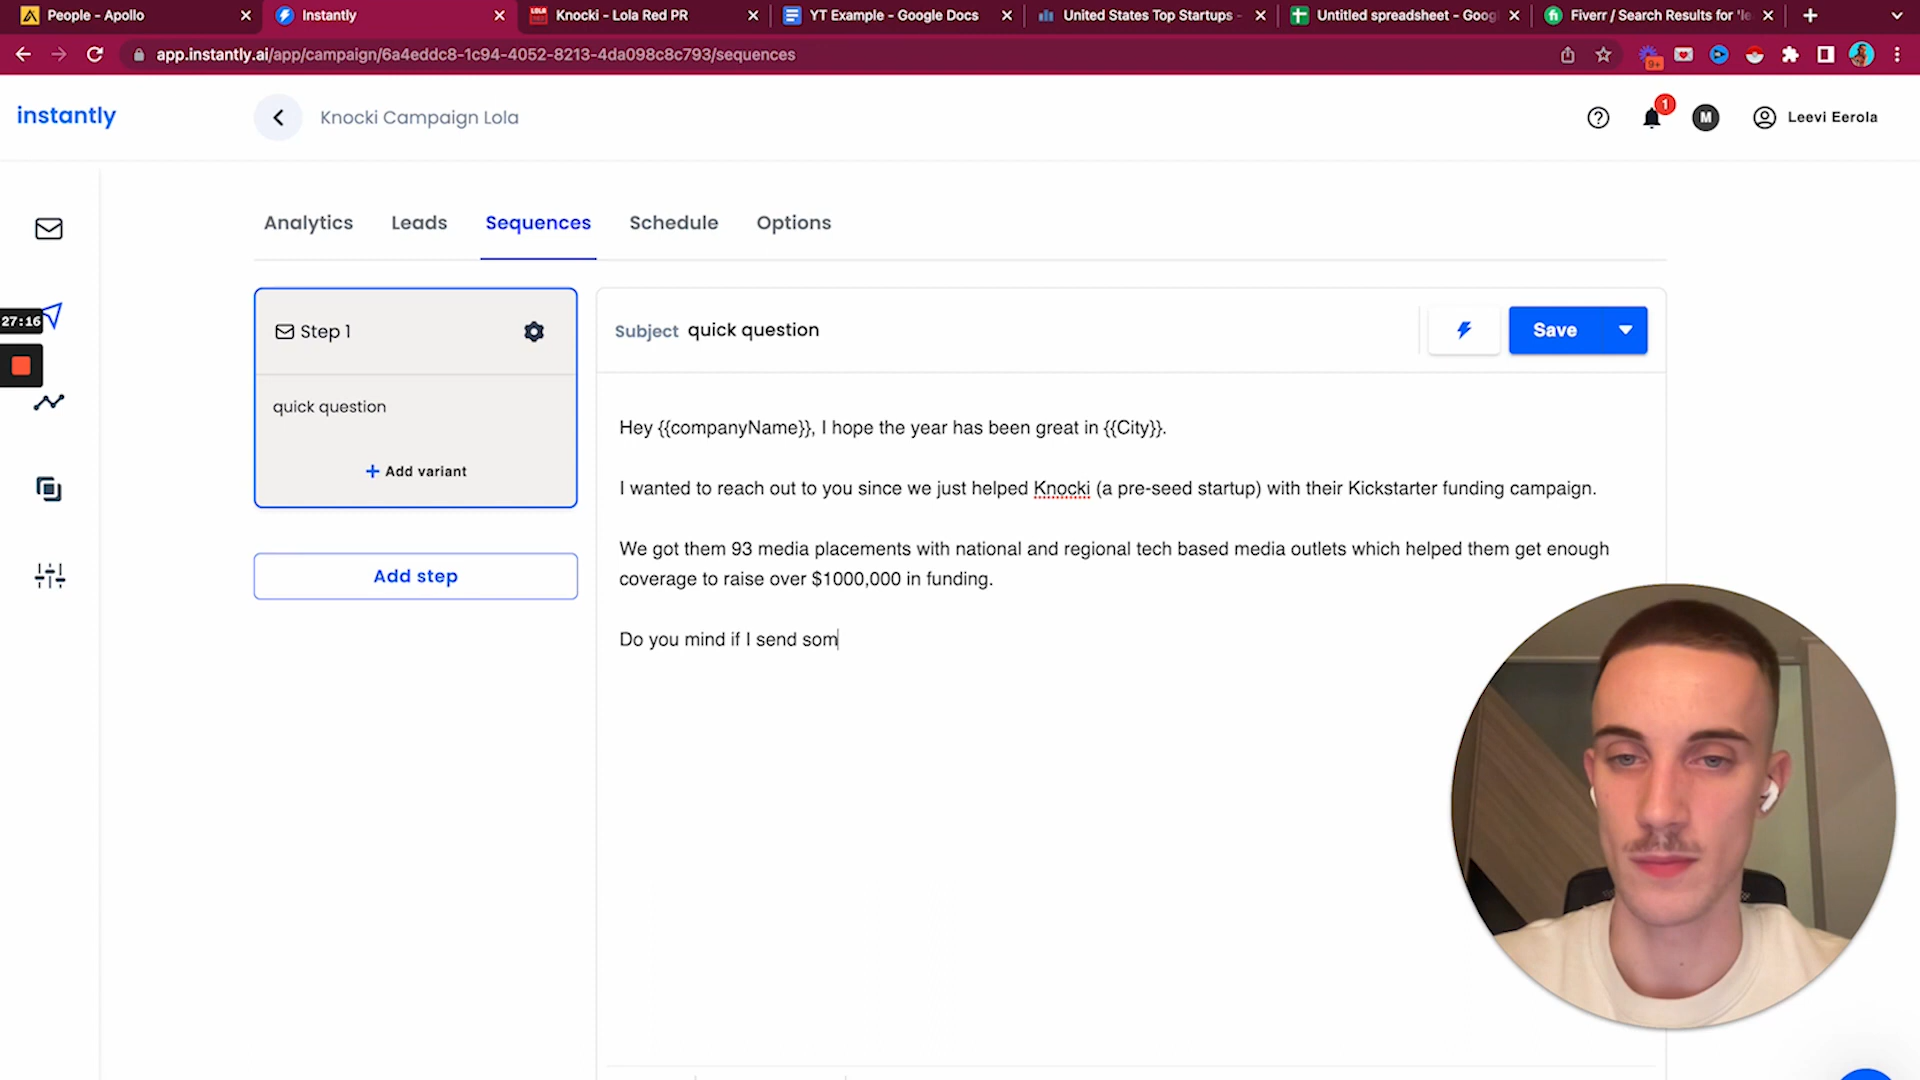 People - Apollo
Instantly
Knocki - Lola Red PR
YT Example - Google Docs
United States Top Startups -
Untitled spreadsheet - Goog
Fiverr / Search Results for 'le
app.instantly.ai/app/campaign/6a4eddc8-1c94-4052-8213-4da098c8c793/sequences
9+
instantly
Knocki Campaign Lola
1
M
Leevi Eerola
Analytics
Leads
Sequences
Schedule
Options
27:16
Step 1
quick question
Add variant
Add step
Subject quick question
Save
Hey {{companyName}}, I hope the year has been great in {{City}}.
I wanted to reach out to you since we just helped Knocki (a pre-seed startup) with their Kickstarter funding campaign.
We got them 93 media placements with national and regional tech based media outlets which helped them get enough
coverage to raise over $1000,000 in funding.
Do you mind if I send som